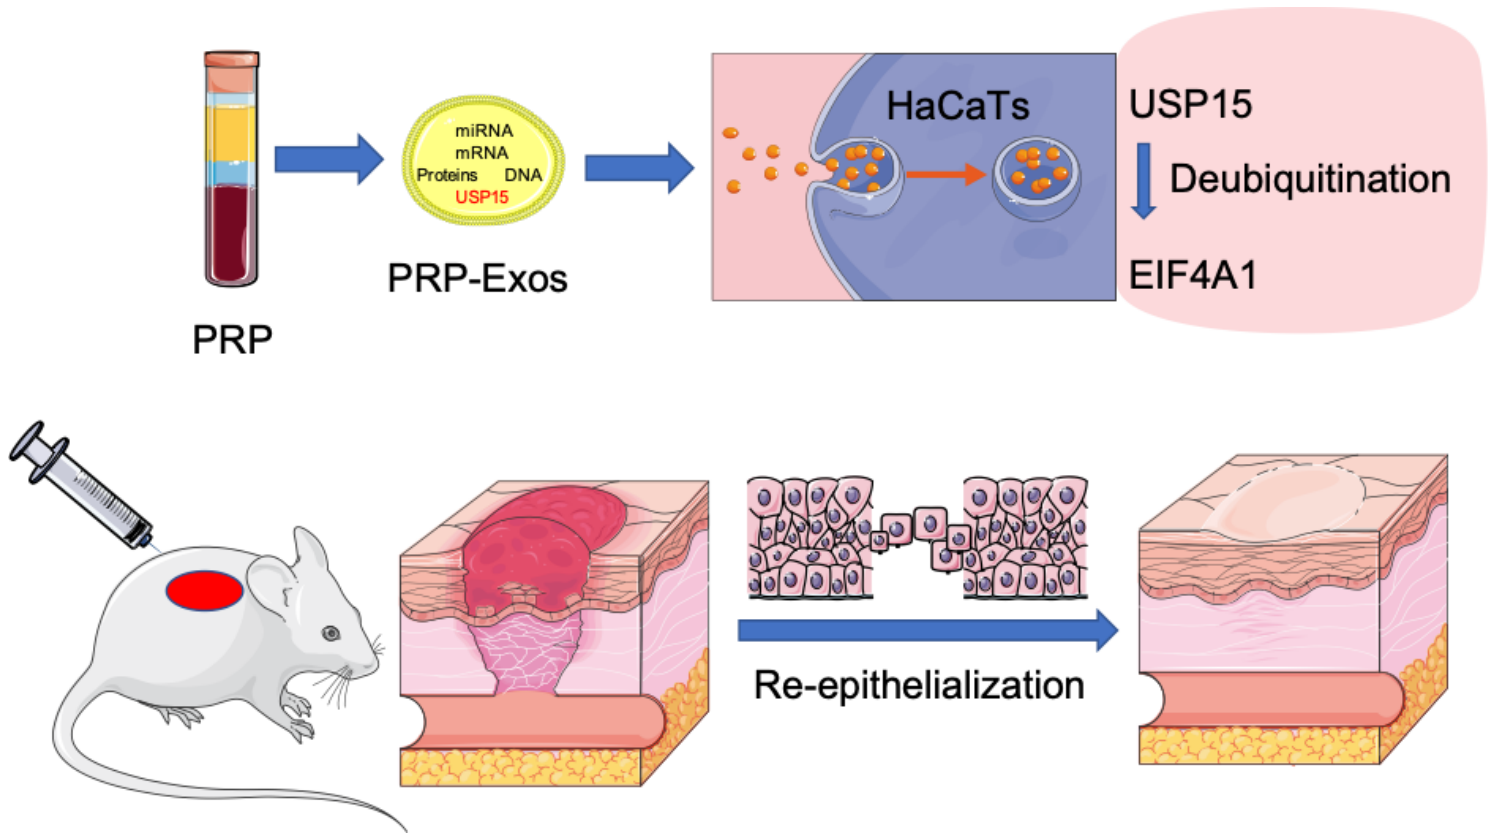 PRP
miRNA
mRNA
Proteins DNA
USP15
PRP-Exos
HaCaTs
USP15
Deubiquitination
EIF4A1
Re-epithelialization